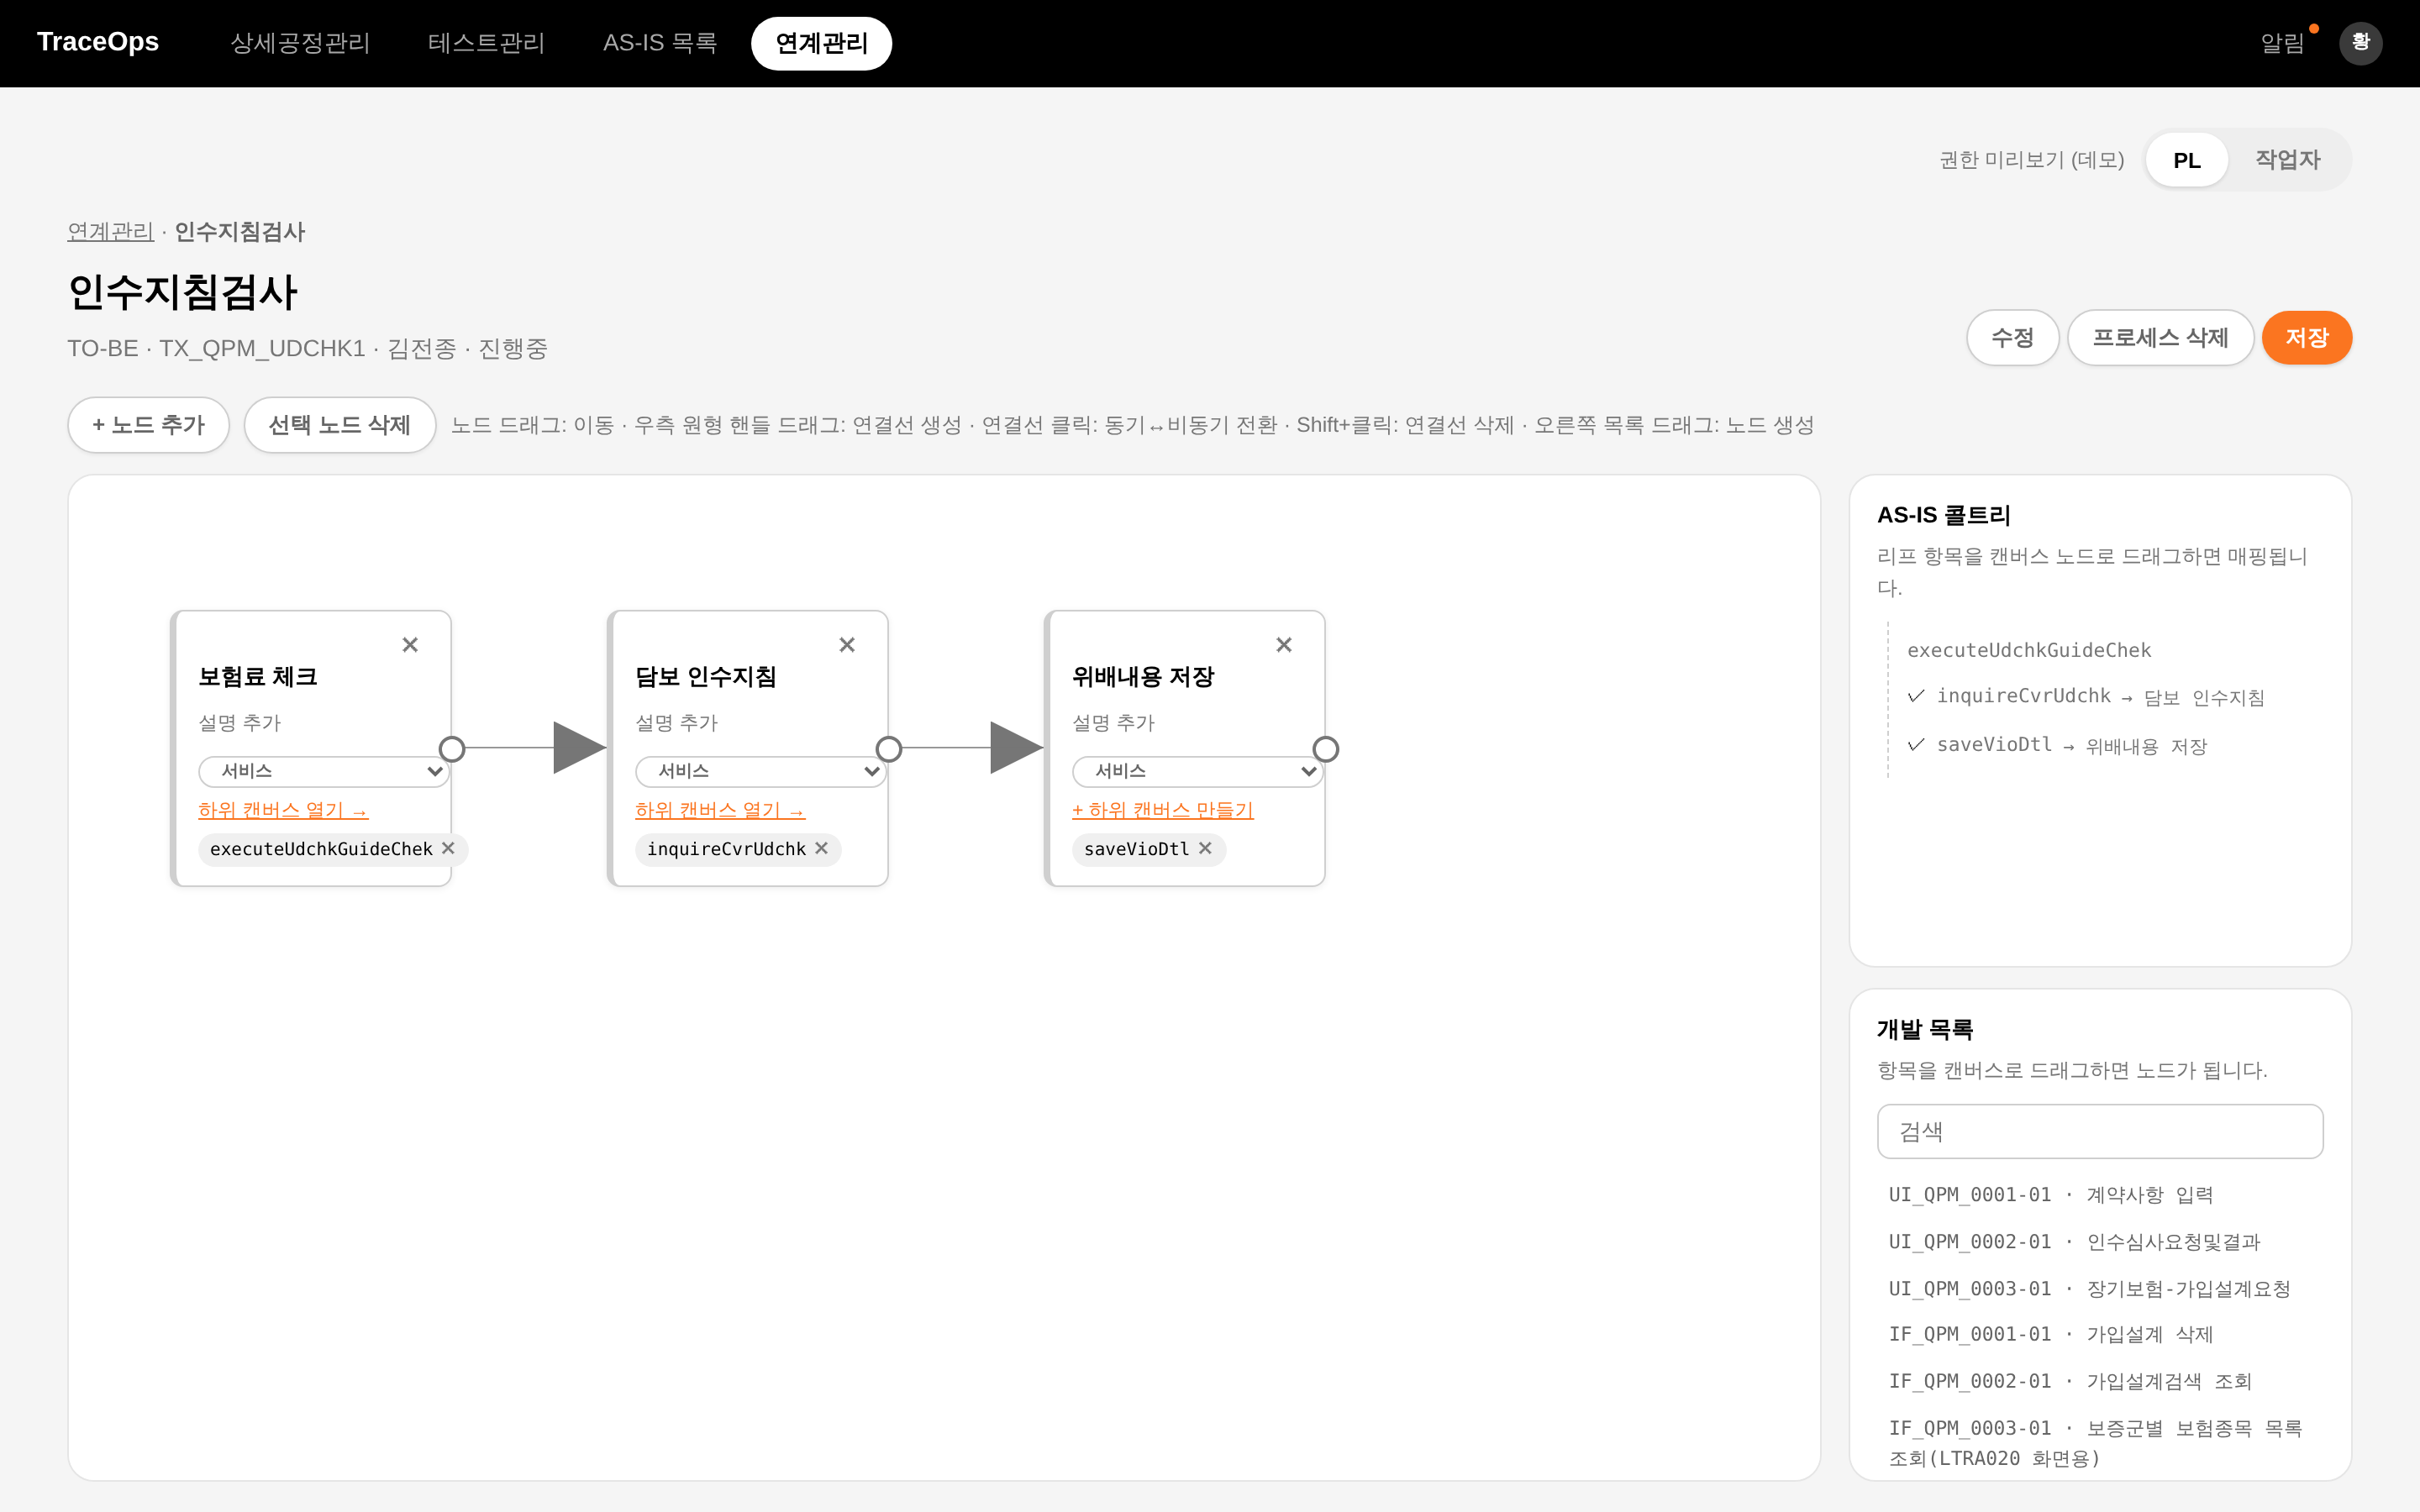 TraceOps 상세공정관리 테스트관리 AS-IS 목록 연계관리 알림 황
권한 미리보기 (데모) PL 작업자
연계관리 · 인수지침검사
인수지침검사
TO-BE · TX_QPM_UDCHK1 · 김전종 · 진행중
수정 프로세스 삭제 저장
+ 노드 추가 선택 노드 삭제 노드 드래그: 이동 · 우측 원형 핸들 드래그: 연결선 생성 · 연결선 클릭: 동기↔비동기 전환 · Shift+클릭: 연결선 삭제 · 오른쪽 목록 드래그: 노드 생성
보험료 체크
설명 추가
서비스
하위 캔버스 열기 →
executeUdchkGuideChek ✕
담보 인수지침
설명 추가
서비스
하위 캔버스 열기 →
inquireCvrUdchk ✕
위배내용 저장
설명 추가
서비스
+ 하위 캔버스 만들기
saveVioDtl ✕
AS-IS 콜트리
리프 항목을 캔버스 노드로 드래그하면 매핑됩니
다.
executeUdchkGuideChek
✓ inquireCvrUdchk → 담보 인수지침
✓ saveVioDtl → 위배내용 저장
개발 목록
항목을 캔버스로 드래그하면 노드가 됩니다.
검색
UI_QPM_0001-01 · 계약사항 입력
UI_QPM_0002-01 · 인수심사요청및결과
UI_QPM_0003-01 · 장기보험-가입설계요청
IF_QPM_0001-01 · 가입설계 삭제
IF_QPM_0002-01 · 가입설계검색 조회
IF_QPM_0003-01 · 보증군별 보험종목 목록
조회(LTRA020 화면용)